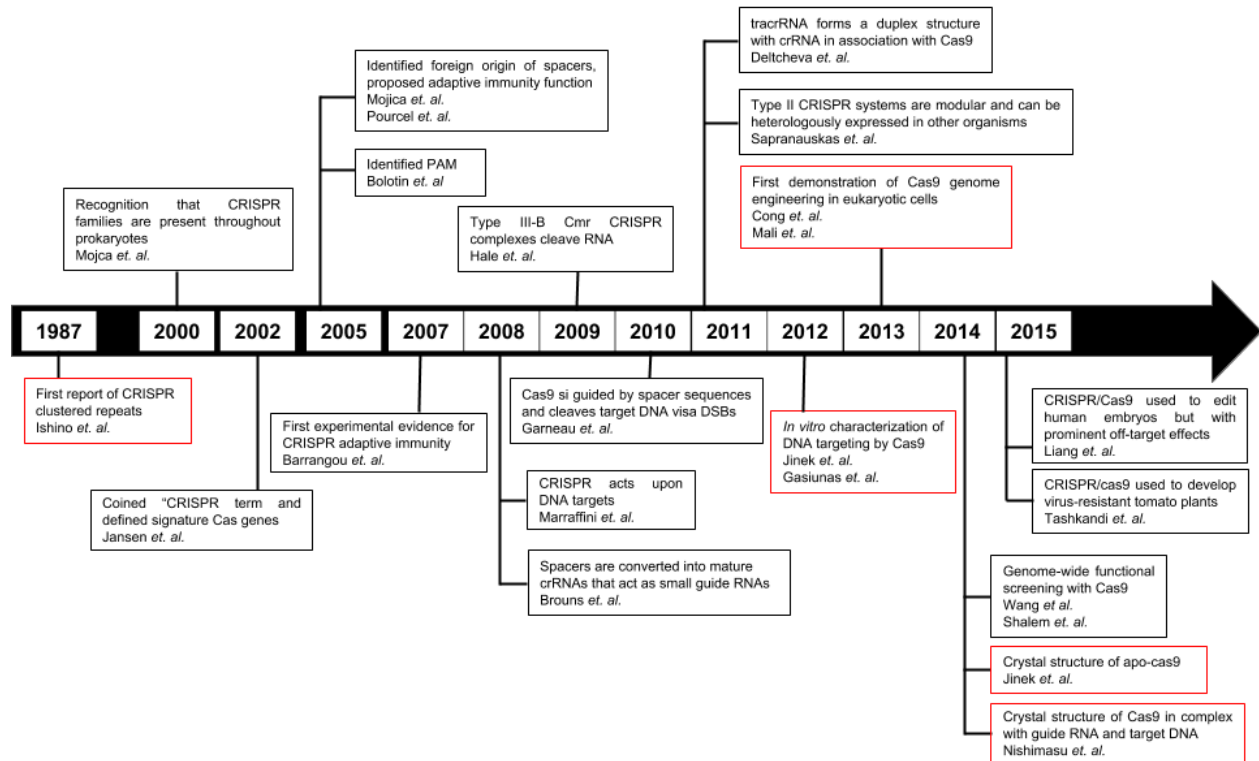 tracrRNA forms a duplex structure
with crRNA in association with Cas9
Deltcheva et. al.
Identified foreign origin of spacers,
proposed adaptive immunity function
Mojica et. al.
Pourcel et. al.
Type II CRISPR systems are modular and can be
heterologously expressed in other organisms
Sapranauskas et. al.
Identified PAM
Bolotin et. al
First demonstration of Cas9 genome
engineering in eukaryotic cells
Cong et. al.
Mali et. al.
Recognition that CRISPR
families are present throughout
prokaryotes
Mojca et. al.
Type III-B Cmr CRISPR
complexes cleave RNA
Hale et. al.
1987 2000 2002 2005 2007 2008 2009 2010 2011 2012 2013 2014 2015
First report of CRISPR
clustered repeats
Ishino et. al.
Cas9 si guided by spacer sequences
and cleaves target DNA visa DSBs
Garneau et. al.
CRISPR/Cas9 used to edit
human embryos but with
prominent off-target effects
Liang et. al.
First experimental evidence for
CRISPR adaptive immunity
Barrangou et. al.
In vitro characterization of
DNA targeting by Cas9
Jinek et. al.
Gasiunas et. al.
CRISPR acts upon
DNA targets
Marraffini et. al.
CRISPR/cas9 used to develop
virus-resistant tomato plants
Tashkandi et. al.
Coined “CRISPR term and
defined signature Cas genes
Jansen et. al.
Spacers are converted into mature
crRNAs that act as small guide RNAs
Brouns et. al.
Genome-wide functional
screening with Cas9
Wang et al.
Shalem et. al.
Crystal structure of apo-cas9
Jinek et. al.
Crystal structure of Cas9 in complex
with guide RNA and target DNA
Nishimasu et. al.